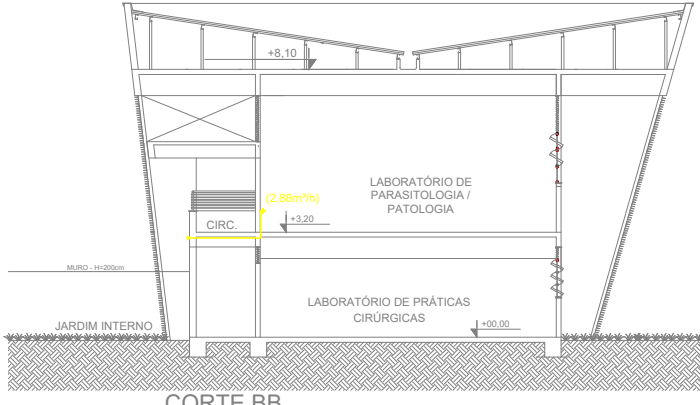 +8,10
LABORATÓRIO DE
PARASITOLOGIA /
PATOLOGIA
(2,86m³/h)
CIRC.
+3,20
MURO - H=200cm
LABORATÓRIO DE PRÁTICAS
CIRÚRGICAS
JARDIM INTERNO
+00,00
CORTE BB